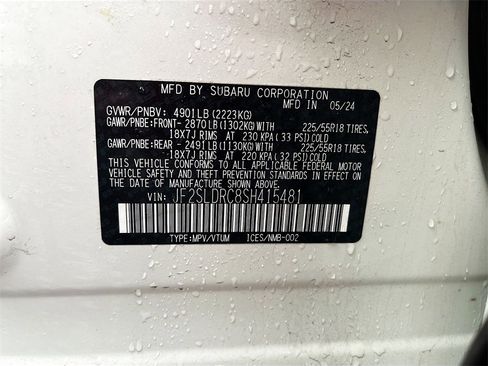 MFD BY SUBARU CORPORATION
MFD IN 05/24
GVWR/PNBV: 4901LB(2223KG)
GAWR/PNBE:FRONT- 2870LB(1302KG)WITH 225/55R18 TIRES,
18X7J RIMS AT 230 KPA (33 PSI)COLD
GAWR/PNBE:REAR - 2491LB(1130KG)WITH 225/55R18 TIRES,
18X7J RIMS AT 220 KPA (32 PSI)COLD
THIS VEHICLE CONFORMS TO ALL APPLICABLE FEDERAL MOTOR
VEHICLE SAFETY STANDARDS IN EFFECT ON THE
DATE OF MANUFACTURE SHOWN ABOVE.
VIN: JF2SLDRC8SH415481
TYPE:MPV/VTUM ICES/NMB-002